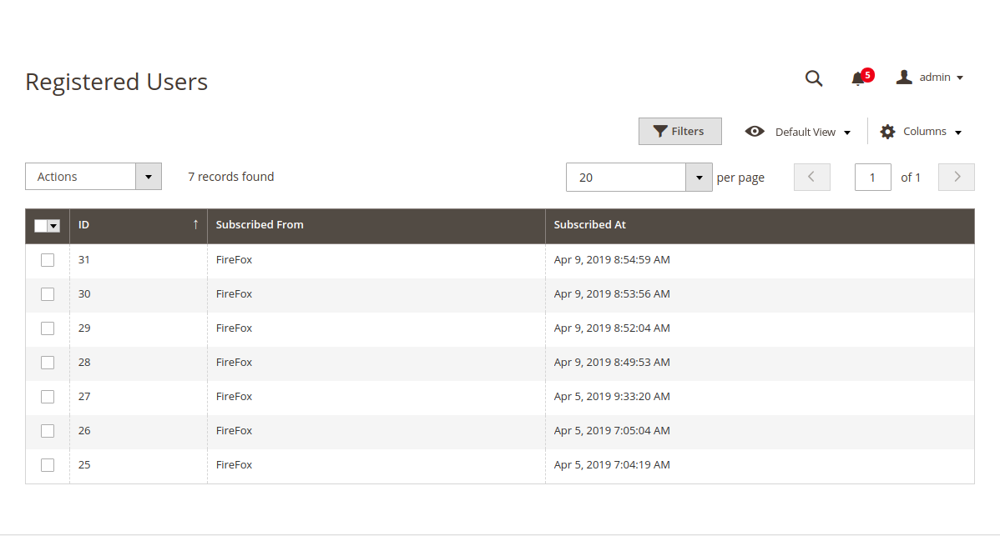 Registered Users
5
admin
Filters
Default View
Columns
Actions
7 records found
20
per page
1
of 1
ID ↑ Subscribed From Subscribed At
31 FireFox Apr 9, 2019 8:54:59 AM
30 FireFox Apr 9, 2019 8:53:56 AM
29 FireFox Apr 9, 2019 8:52:04 AM
28 FireFox Apr 9, 2019 8:49:53 AM
27 FireFox Apr 5, 2019 9:33:20 AM
26 FireFox Apr 5, 2019 7:05:04 AM
25 FireFox Apr 5, 2019 7:04:19 AM